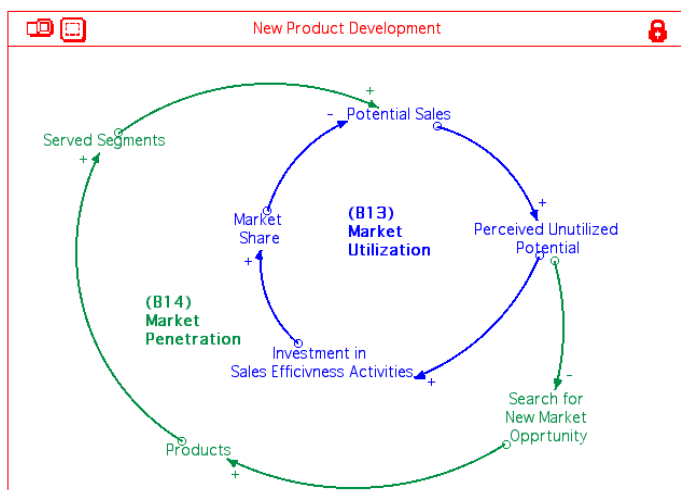 New Product Development
+
- Potential Sales
Served Segments
+
+
(B13)
Market
Utilization
Market
Share
+
Perceived Unutilized
Potential
(B14)
Market
Penetration
Investment in
Sales Efficivness Activities
+
-
Search for
New Market
Opprtunity
Products
+